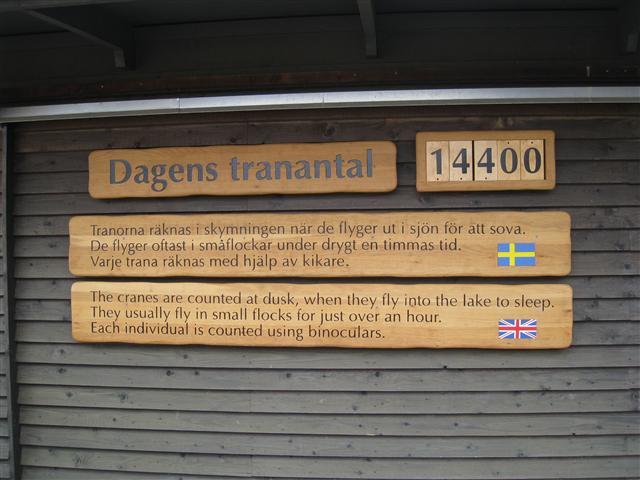 Dagens tranantal
14400
Tranorna räknas i skymningen när de flyger ut i sjön för att sova.
De flyger oftast i småflockar under drygt en timmas tid.
Varje trana räknas med hjälp av kikare.
The cranes are counted at dusk, when they fly into the lake to sleep.
They usually fly in small flocks for just over an hour.
Each individual is counted using binoculars.